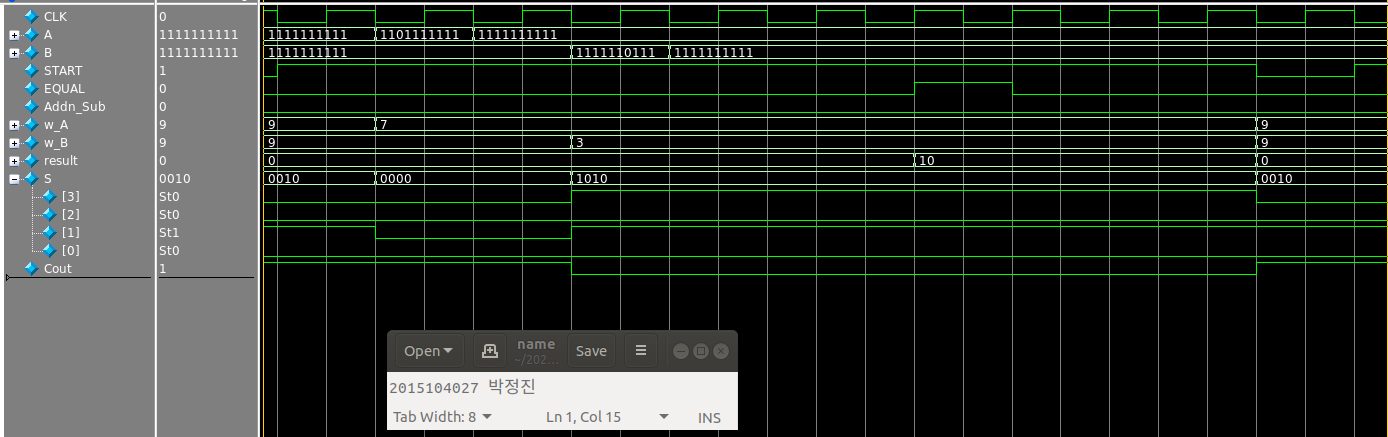 CLK 0
A 1111111111 1111111111 1101111111 1111111111
B 1111111111 1111111111 1111110111 1111111111
START 1
EQUAL 0
Addn_Sub 0
w_A 9 9 7 9
w_B 9 9 3 9
result 0 0 10 0
S 0010 0010 0000 1010 0010
[3] St0
[2] St0
[1] St1
[0] St0
Cout 1
Open name Save
~/202...
2015104027 박정진
Tab Width: 8 Ln 1, Col 15 INS